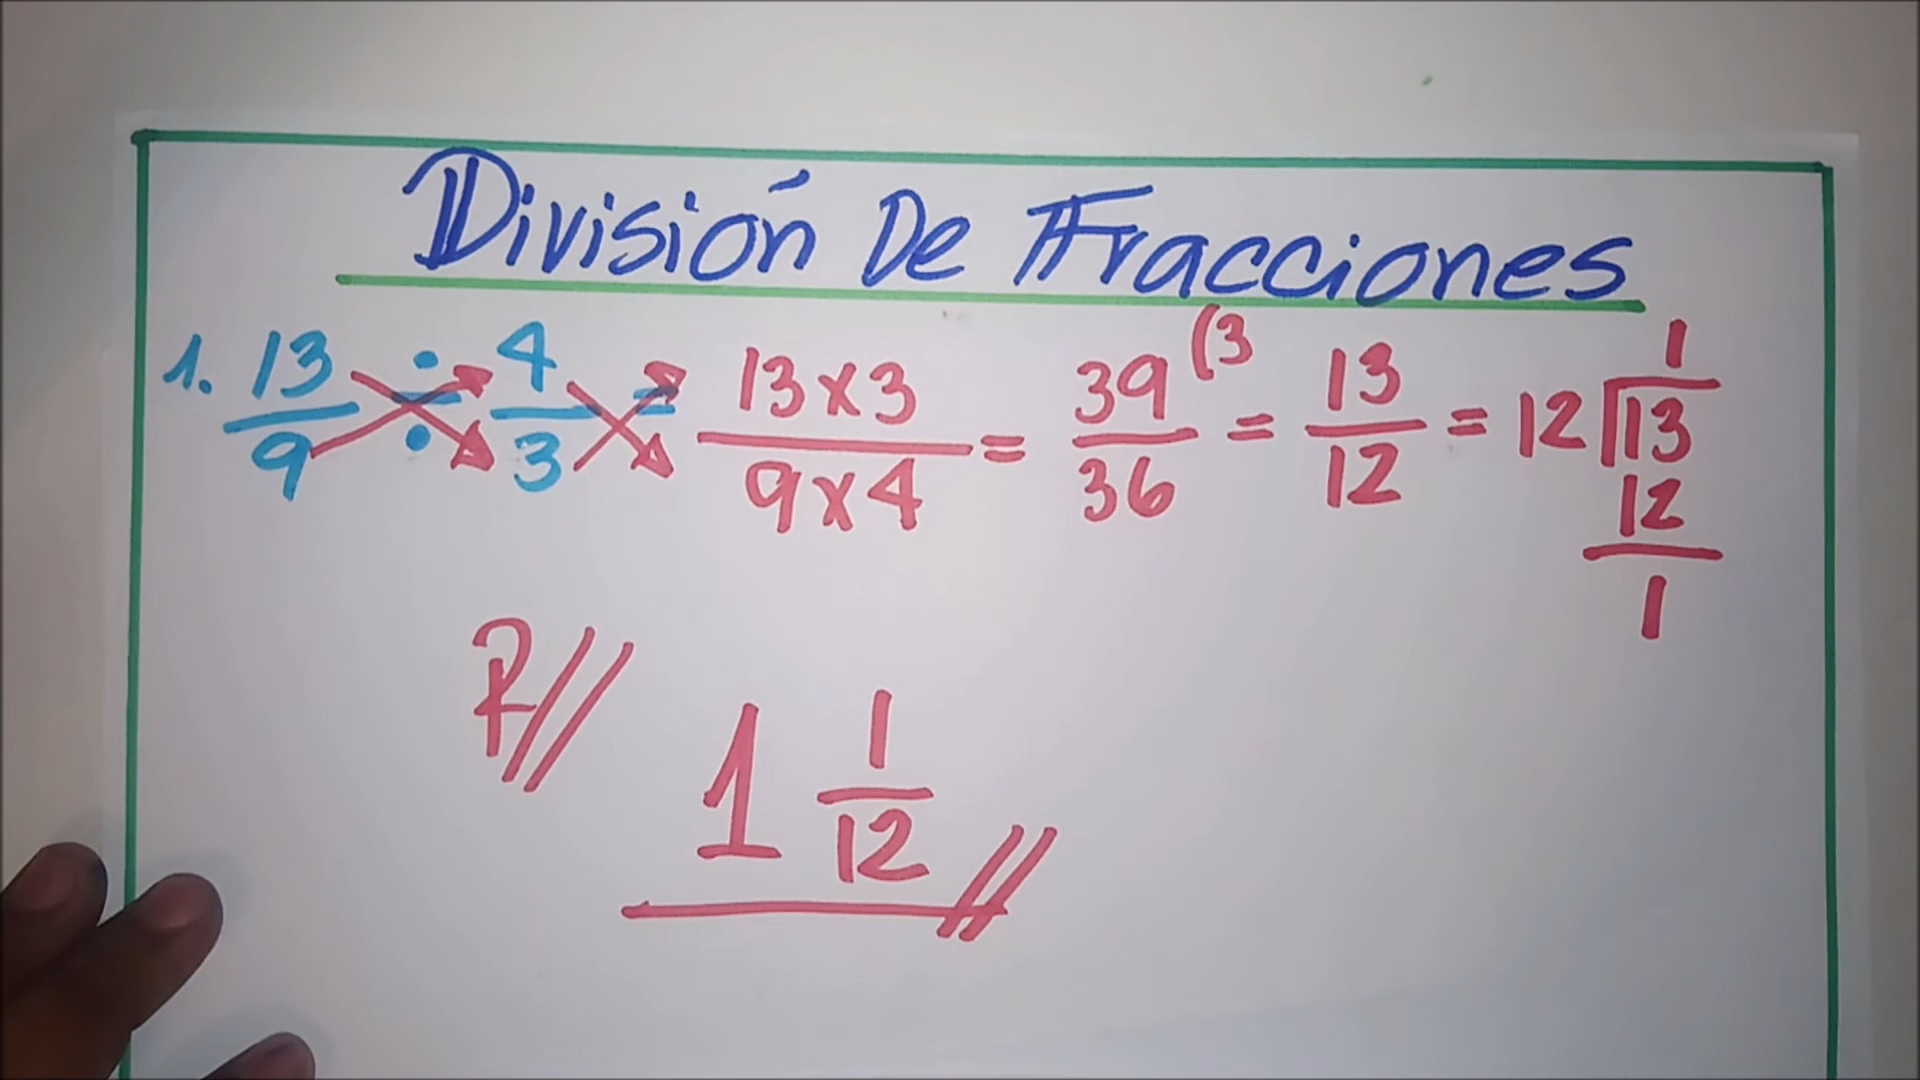 División De Fracciones
1. 13/9 ÷ 4/3 = 13x3/9x4 = 39/36 (3 = 13/12 = 12√13
1
12
1
R// 1 1/12 //